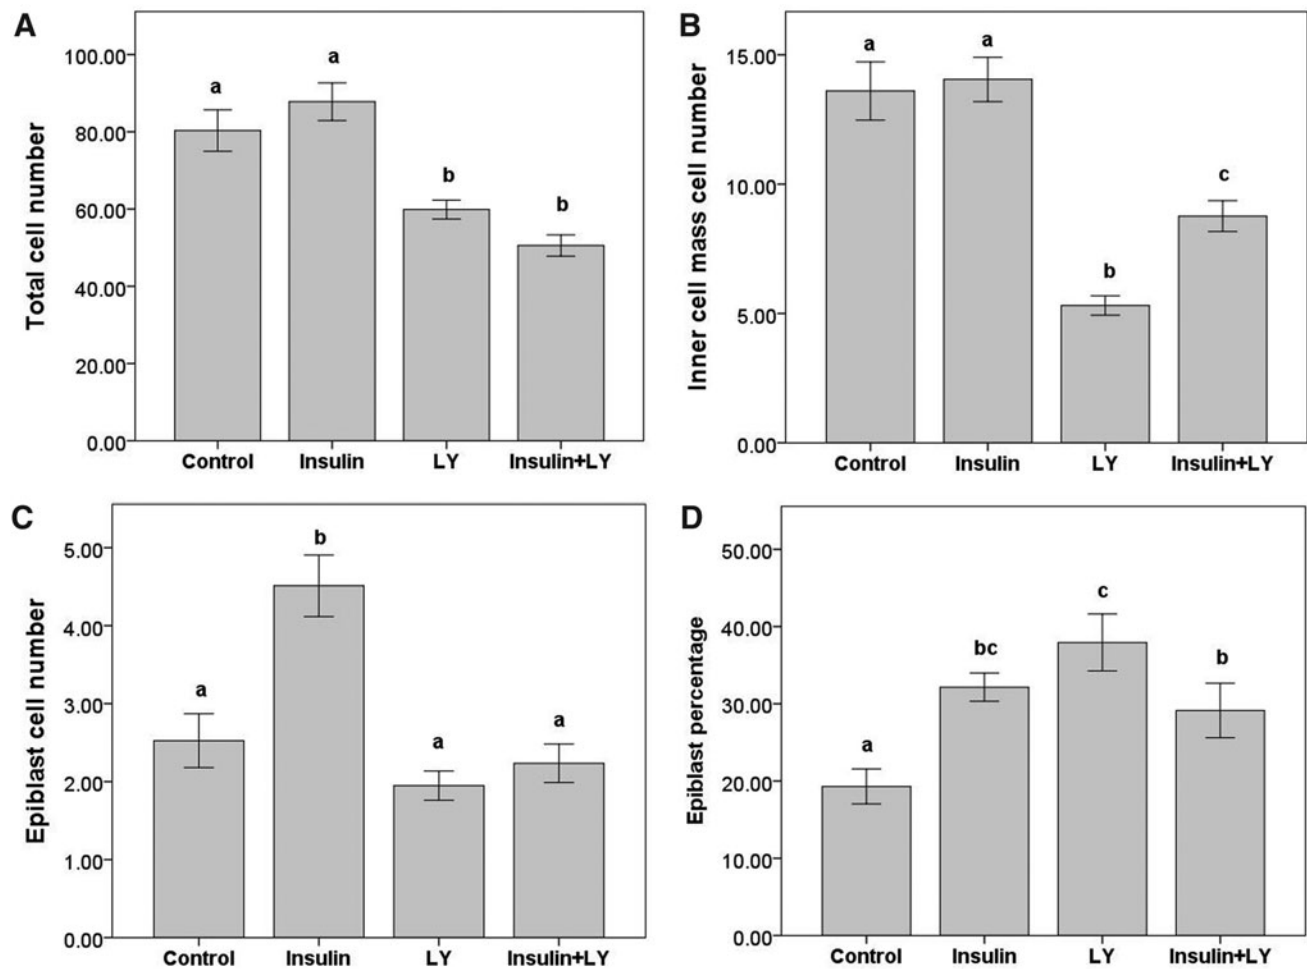 A
Total cell number
100.00
80.00
60.00
40.00
20.00
0.00
a
a
b
b
Control Insulin LY Insulin+LY
B
Inner cell mass cell number
15.00
10.00
5.00
0.00
a
a
b
c
Control Insulin LY Insulin+LY
C
Epiblast cell number
5.00
4.00
3.00
2.00
1.00
0.00
a
b
a
a
Control Insulin LY Insulin+LY
D
Epiblast percentage
50.00
40.00
30.00
20.00
10.00
0.00
a
bc
c
b
Control Insulin LY Insulin+LY